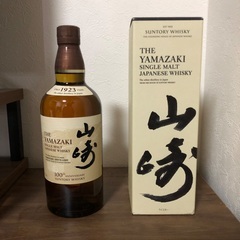 1923
THE
YAMAZAKI
SINGLE MALT
JAPANESE WHISKY
山崎
100th ANNIVERSARY
SUNTORY WHISKY
SUNTORY WHISKY
THE
YAMAZAKI
SINGLE MALT
JAPANESE WHISKY
山崎